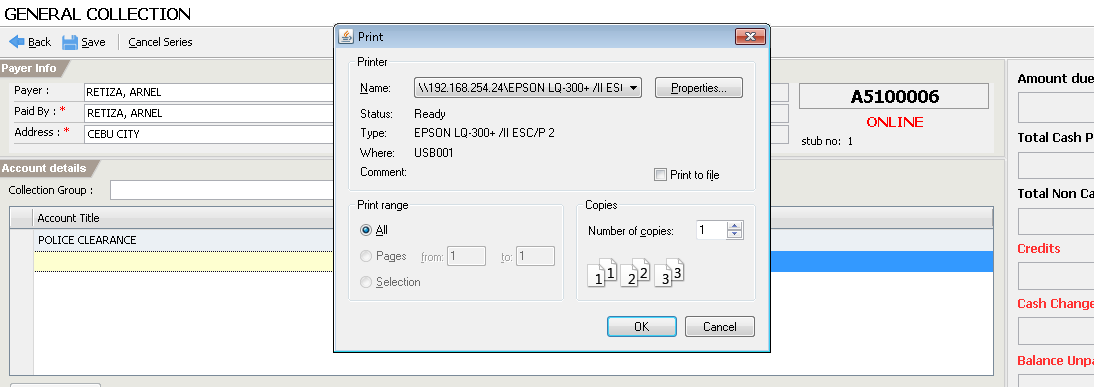 GENERAL COLLECTION
Back Save Cancel Series
Payer Info
Payer : RETIZA, ARNEL
Paid By : * RETIZA, ARNEL
Address : * CEBU CITY
A5100006
ONLINE
stub no: 1
Account details
Collection Group :
Account Title
POLICE CLEARANCE
Print
Printer
Name: \\192.168.254.24\EPSON LQ-300+ /II ES Properties...
Status: Ready
Type: EPSON LQ-300+ /II ESC/P 2
Where: USB001
Comment:
Print to file
Print range
All
Pages from: 1 to: 1
Selection
Copies
Number of copies: 1
1 1 2 2 3 3
OK Cancel
Amount due
Total Cash P
Total Non Ca
Credits
Cash Change
Balance Unpa